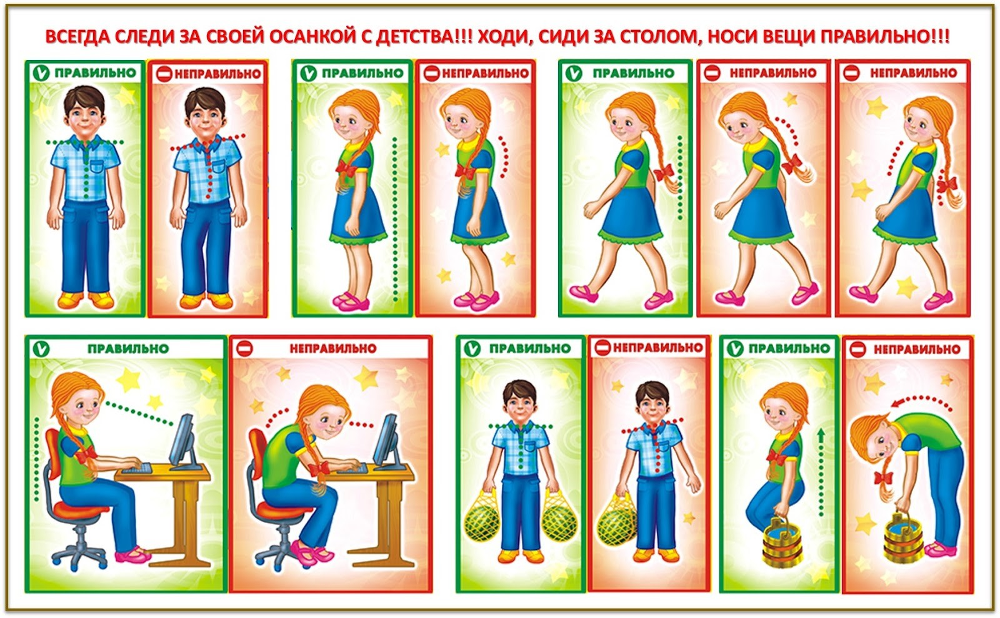 ВСЕГДА СЛЕДИ ЗА СВОЕЙ ОСАНКОЙ С ДЕТСТВА!!! ХОДИ, СИДИ ЗА СТОЛОМ, НОСИ ВЕЩИ ПРАВИЛЬНО!!!
ПРАВИЛЬНО
НЕПРАВИЛЬНО
ПРАВИЛЬНО
НЕПРАВИЛЬНО
ПРАВИЛЬНО
НЕПРАВИЛЬНО
НЕПРАВИЛЬНО
ПРАВИЛЬНО
НЕПРАВИЛЬНО
ПРАВИЛЬНО
НЕПРАВИЛЬНО
ПРАВИЛЬНО
НЕПРАВИЛЬНО